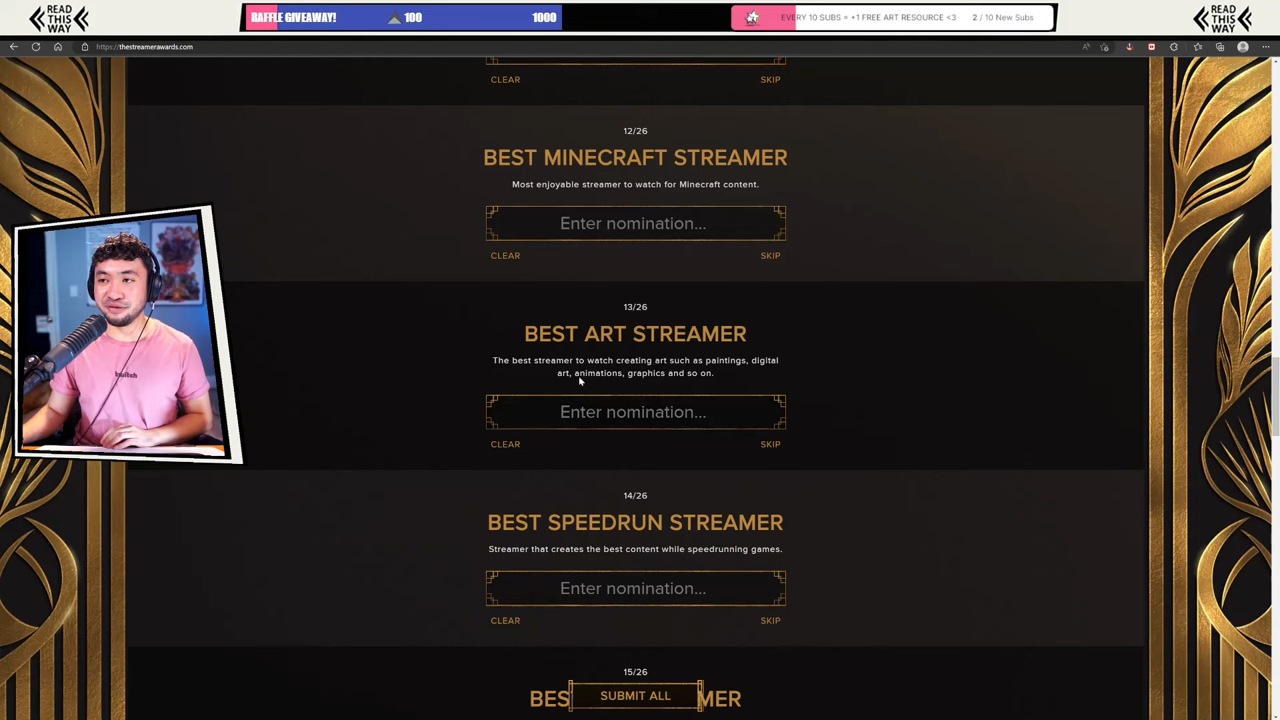 READ
THIS
WAY
RAFFLE GIVEAWAY!
100
1000
EVERY 10 SUBS = +1 FREE ART RESOURCE <3
2 / 10 New Subs
READ
THIS
WAY
https://thestreamerawards.com
CLEAR
SKIP
12/26
BEST MINECRAFT STREAMER
Most enjoyable streamer to watch for Minecraft content.
Enter nomination...
CLEAR
SKIP
13/26
BEST ART STREAMER
The best streamer to watch creating art such as paintings, digital
art, animations, graphics and so on.
Enter nomination...
CLEAR
SKIP
14/26
BEST SPEEDRUN STREAMER
Streamer that creates the best content while speedrunning games.
Enter nomination...
CLEAR
SKIP
15/26
BES
MER
SUBMIT ALL